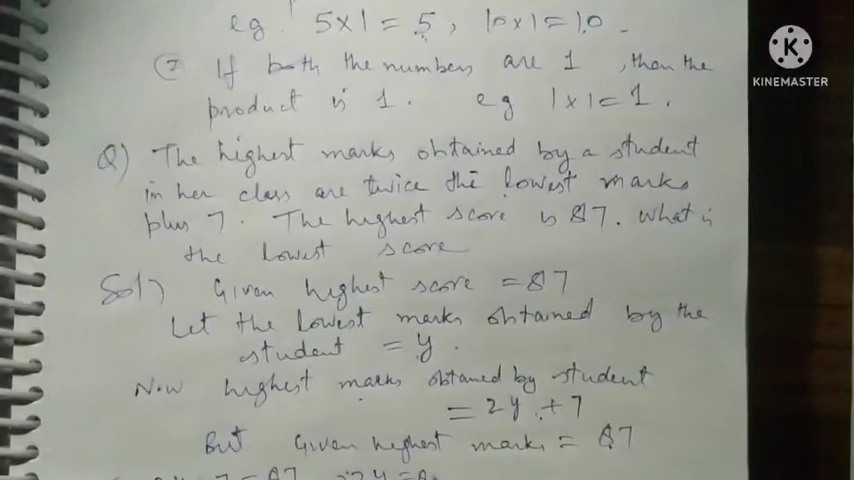 eg 5x1 = 5, 10x1 = 10.
② If both the numbers are 1, then the
product is 1. eg 1x1 = 1.
KINEMASTER
Q) The highest marks obtained by a student
in her class are twice the lowest marks
plus 7. The highest score is 87. What is
the lowest score
Sol) Given highest score = 87
Let the lowest marks obtained by the
student = y.
Now highest marks obtained by student
= 2y + 7
But Given highest marks = 87